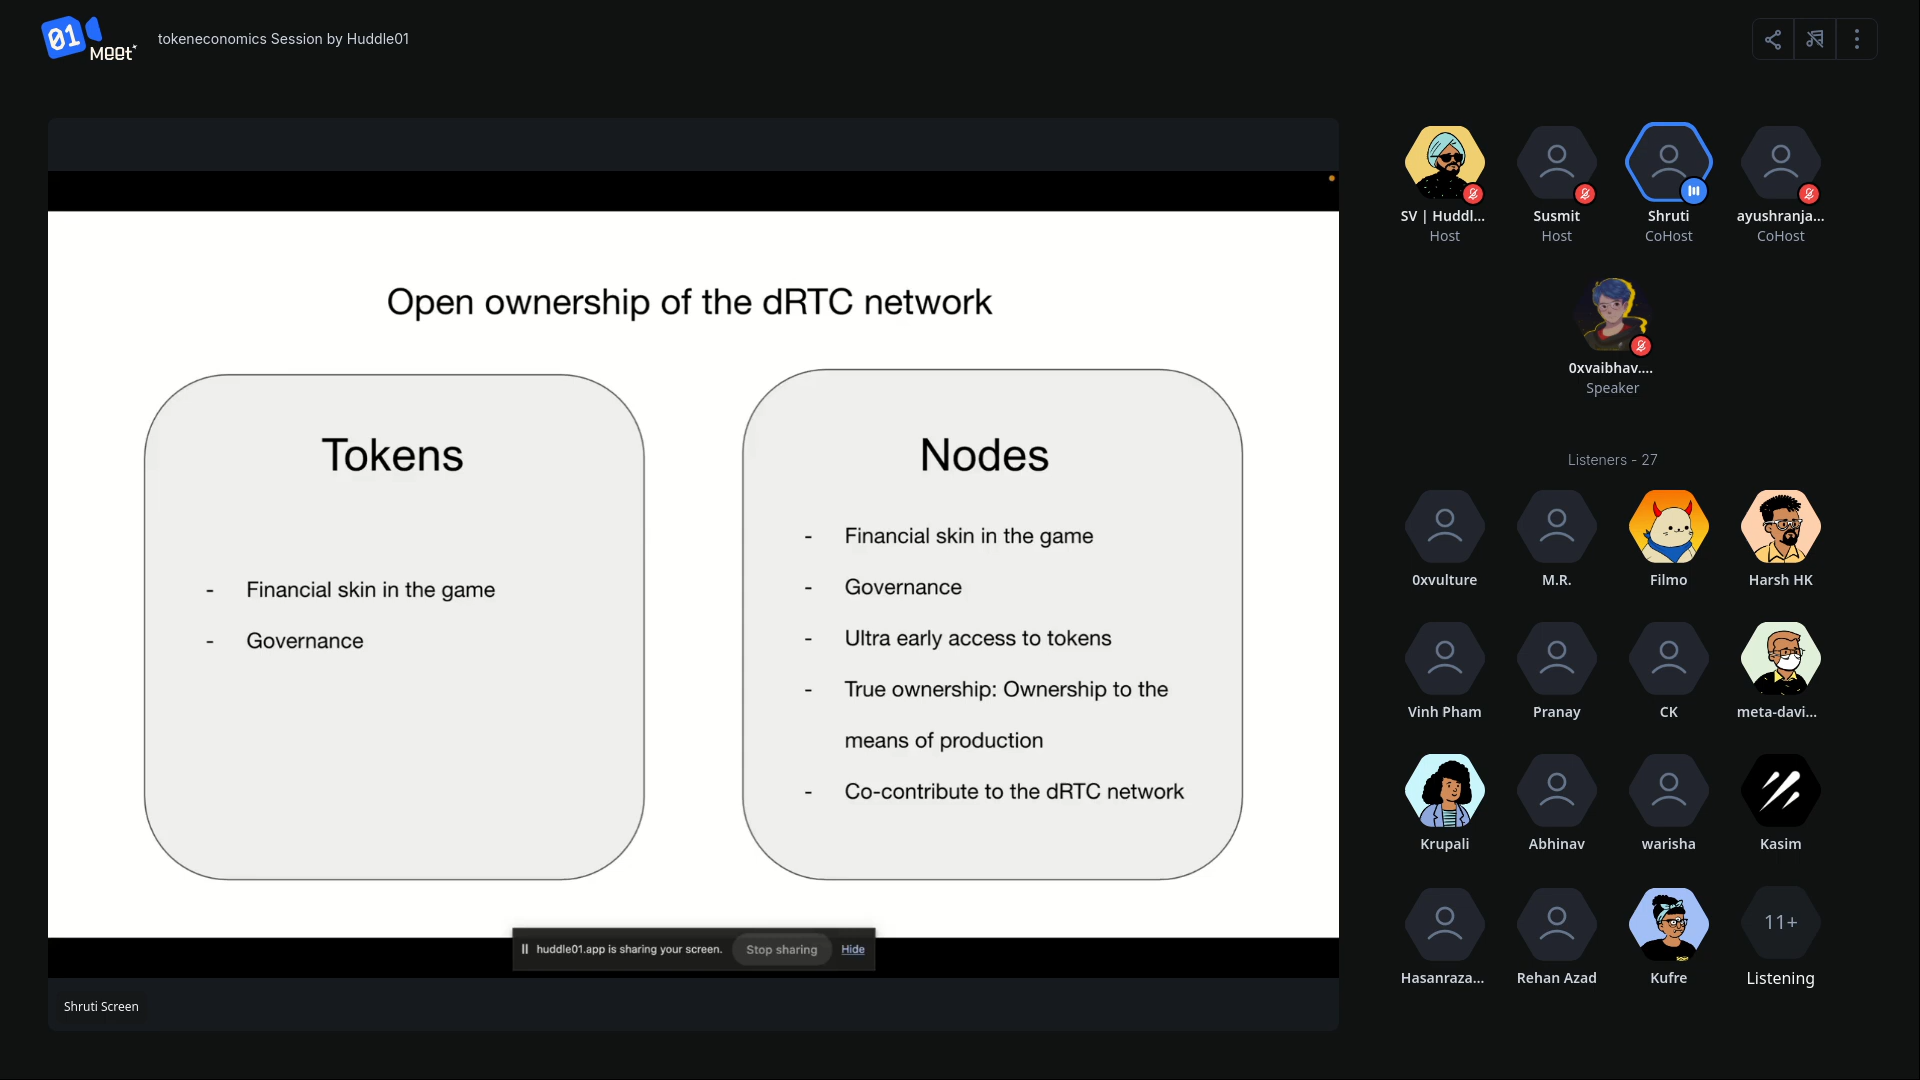 01 Meet
tokeneconomics Session by Huddle01
Open ownership of the dRTC network
Tokens
- Financial skin in the game
- Governance
Nodes
- Financial skin in the game
- Governance
- Ultra early access to tokens
- True ownership: Ownership to the
means of production
- Co-contribute to the dRTC network
huddle01.app is sharing your screen. Stop sharing Hide
Shruti Screen
SV | Huddl... Susmit Shruti ayushranja...
Host Host CoHost CoHost
0xvaibhav....
Speaker
Listeners - 27
0xvulture M.R. Filmo Harsh HK
Vinh Pham Pranay CK meta-davi...
Krupali Abhinav warisha Kasim
11+
Hasanraza... Rehan Azad Kufre Listening